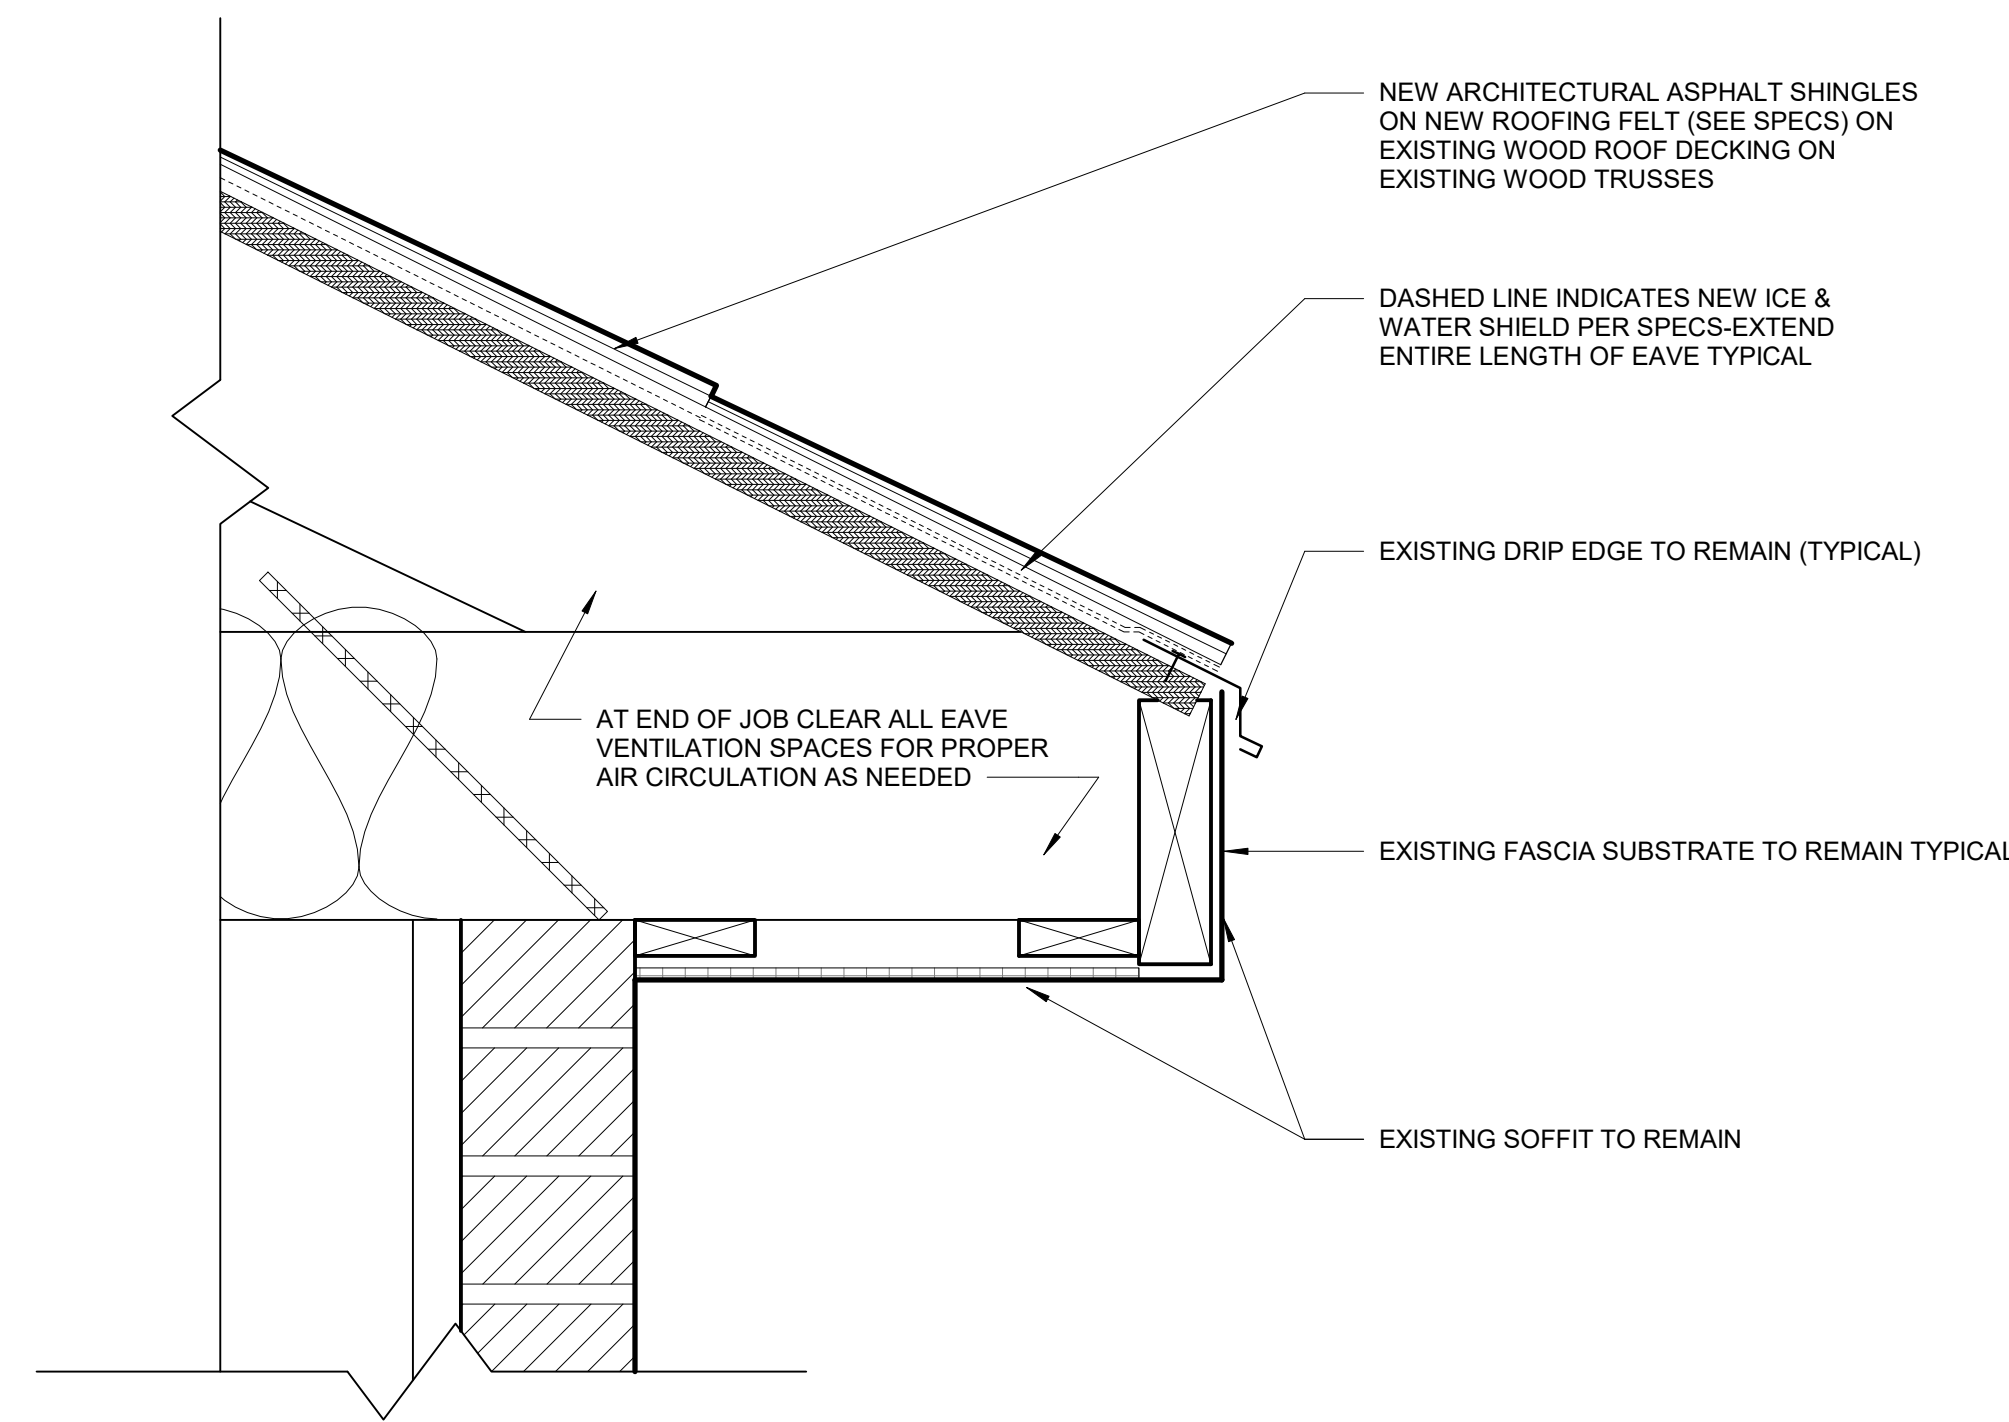 NEW ARCHITECTURAL ASPHALT SHINGLES
ON NEW ROOFING FELT (SEE SPECS) ON
EXISTING WOOD ROOF DECKING ON
EXISTING WOOD TRUSSES
DASHED LINE INDICATES NEW ICE &
WATER SHIELD PER SPECS-EXTEND
ENTIRE LENGTH OF EAVE TYPICAL
EXISTING DRIP EDGE TO REMAIN (TYPICAL)
AT END OF JOB CLEAR ALL EAVE
VENTILATION SPACES FOR PROPER
AIR CIRCULATION AS NEEDED
EXISTING FASCIA SUBSTRATE TO REMAIN TYPICAL
EXISTING SOFFIT TO REMAIN